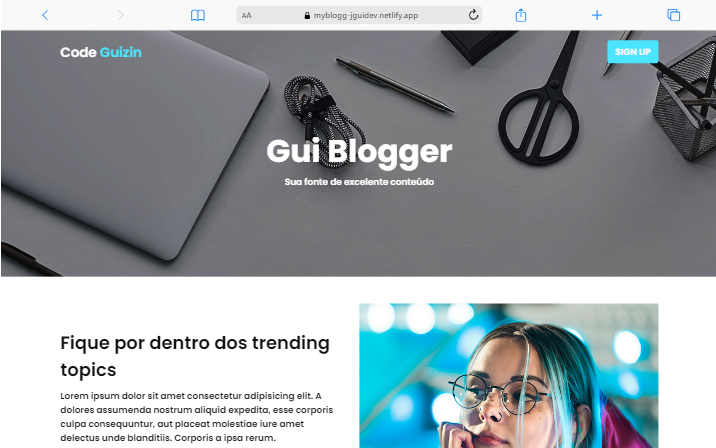 AA
myblogg-jguidev.netlify.app
Code Guizin
SIGN UP
Gui Blogger
Sua fonte de excelente conteúdo
Fique por dentro dos trending
topics
Lorem ipsum dolor sit amet consectetur adipisicing elit. A
dolores assumenda nostrum aliquid expedita, esse corporis
culpa consequuntur, aut placeat molestiae iure amet
delectus unde blanditiis. Corporis a ipsa rerum.